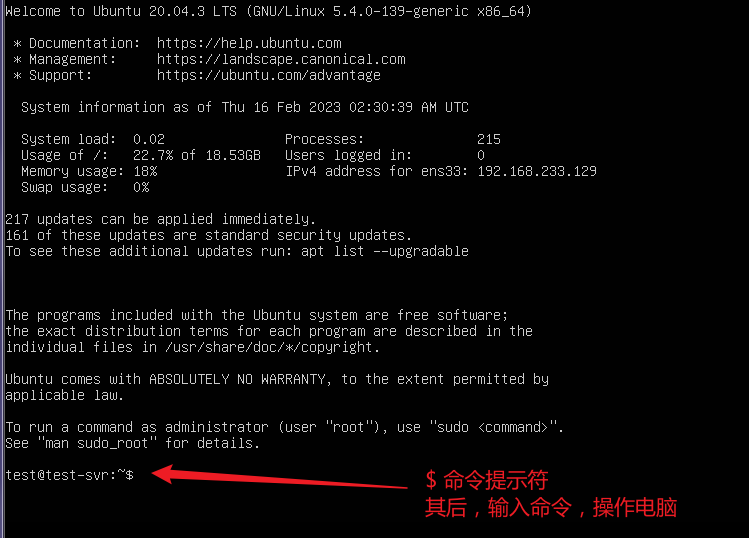 Welcome to Ubuntu 20.04.3 LTS (GNU/Linux 5.4.0-139-generic x86_64)
* Documentation:  https://help.ubuntu.com
* Management:     https://landscape.canonical.com
* Support:        https://ubuntu.com/advantage
System information as of Thu 16 Feb 2023 02:30:39 AM UTC
System load:  0.02               Processes:              215
Usage of /:   22.7% of 18.53GB   Users logged in:        0
Memory usage: 18%                IPv4 address for ens33: 192.168.233.129
Swap usage:   0%
217 updates can be applied immediately.
161 of these updates are standard security updates.
To see these additional updates run: apt list --upgradable
The programs included with the Ubuntu system are free software;
the exact distribution terms for each program are described in the
individual files in /usr/share/doc/*/copyright.
Ubuntu comes with ABSOLUTELY NO WARRANTY, to the extent permitted by
applicable law.
To run a command as administrator (user "root"), use "sudo <command>".
See "man sudo_root" for details.
test@test-svr:~$
$ 命令提示符
其后，输入命令，操作电脑